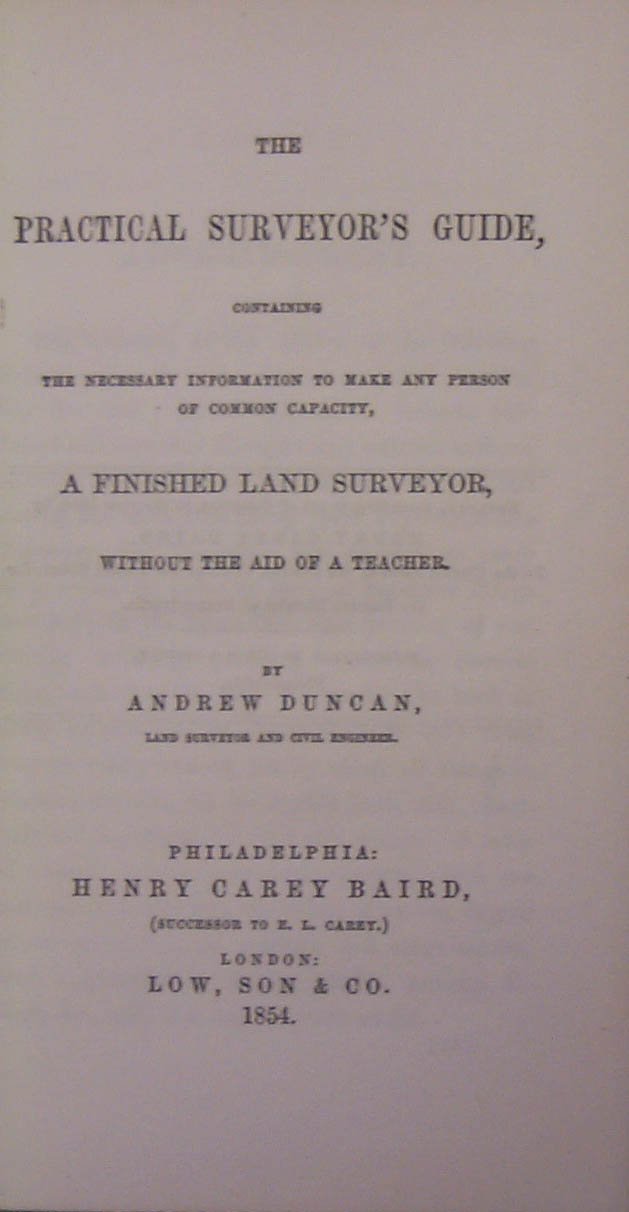 THE
PRACTICAL SURVEYOR'S GUIDE,
CONTAINING
THE NECESSARY INFORMATION TO MAKE ANY PERSON
OF COMMON CAPACITY,
A FINISHED LAND SURVEYOR,
WITHOUT THE AID OF A TEACHER.
BY
ANDREW DUNCAN,
LAND SURVEYOR AND CIVIL ENGINEER.
PHILADELPHIA:
HENRY CAREY BAIRD,
(SUCCESSOR TO E. L. CAREY.)
LONDON:
LOW, SON & CO.
1854.